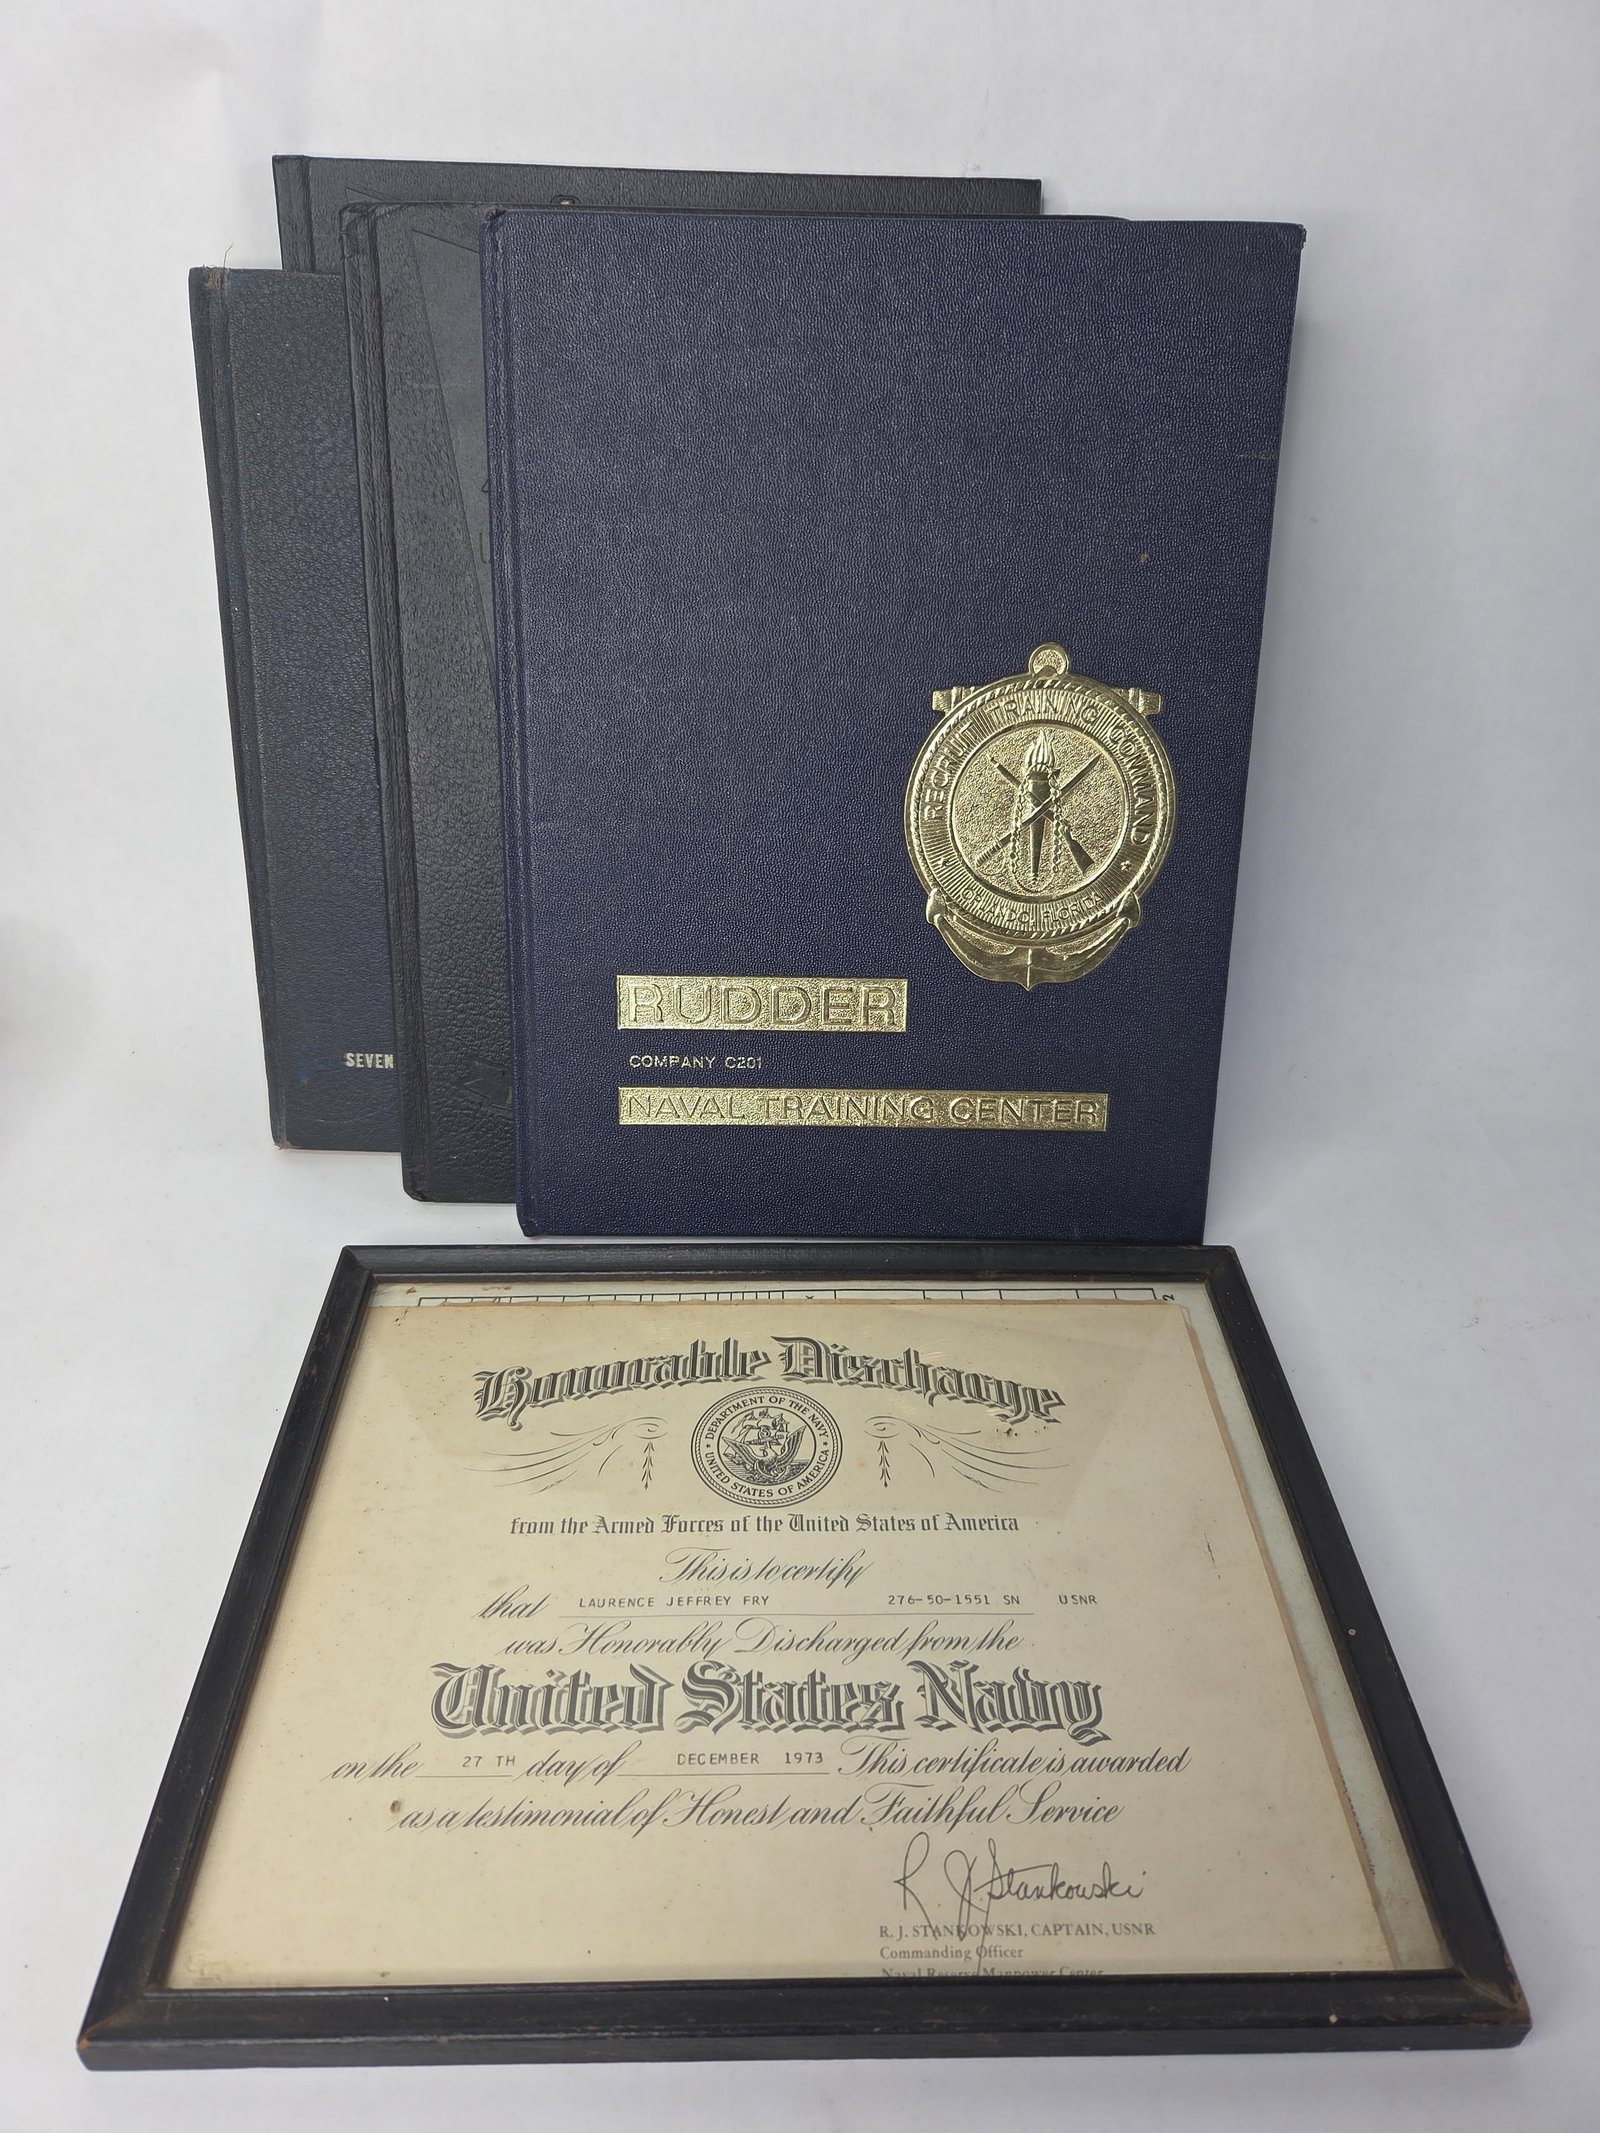 RECRUIT TRAINING COMMAND
ORLANDO, FLORIDA
RUDDER
COMPANY C201
NAVAL TRAINING CENTER
SEVEN
Honorable Discharge
DEPARTMENT OF THE NAVY
UNITED STATES OF AMERICA
from the Armed Forces of the United States of America
This is to certify
that LAURENCE JEFFREY FRY 276-50-1551 SN USNR
was Honorably Discharged from the
United States Navy
on the 27 TH day of DECEMBER 1973 This certificate is awarded
as a testimonial of Honest and Faithful Service
R. J. Stankowski
R. J. STANKOWSKI, CAPTAIN, USNR
Commanding Officer
Naval Reserve Manpower Center